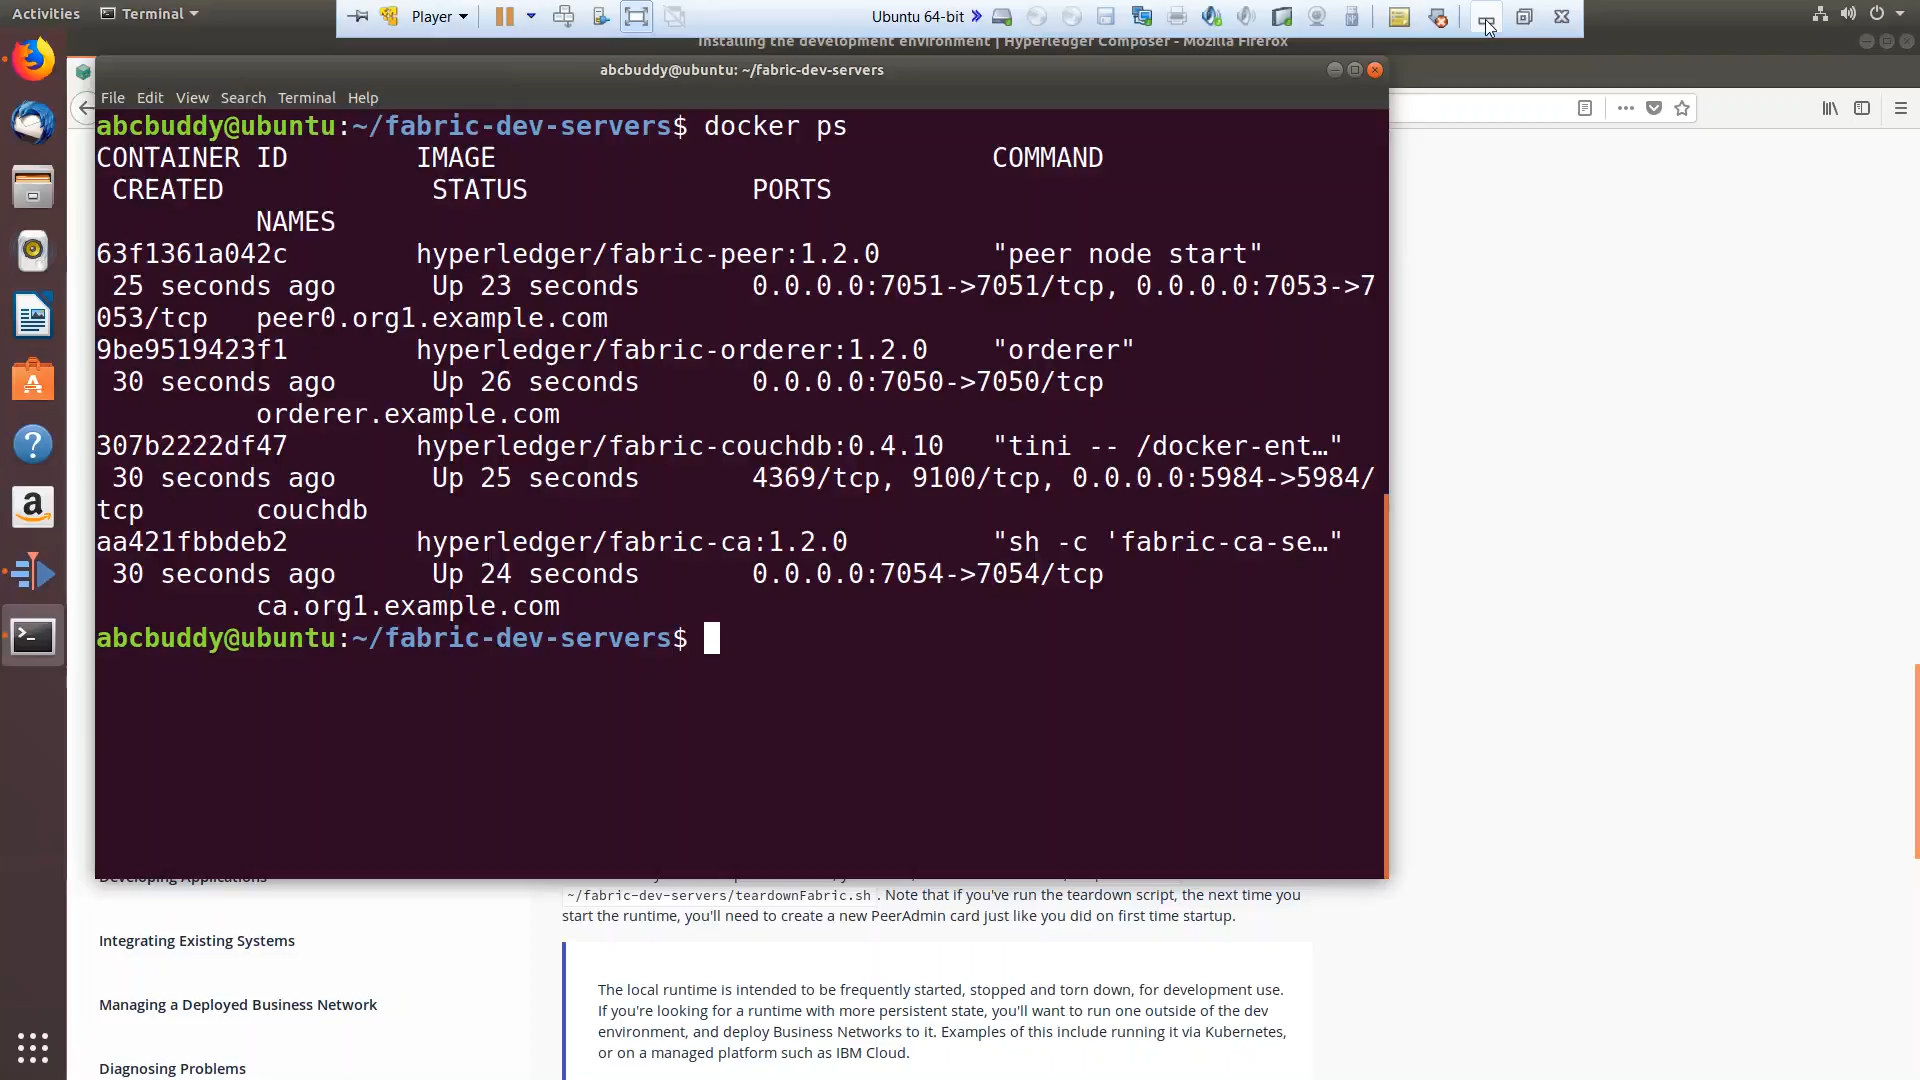 Activities
Terminal
Player
Ubuntu 64-bit
Installing the development environment | Hyperledger Composer - Mozilla Firefox
abcbuddy@ubuntu: ~/fabric-dev-servers
File Edit View Search Terminal Help
abcbuddy@ubuntu:~/fabric-dev-servers$ docker ps
CONTAINER ID IMAGE COMMAND
CREATED STATUS PORTS
NAMES
63f1361a042c hyperledger/fabric-peer:1.2.0 "peer node start"
25 seconds ago Up 23 seconds 0.0.0.0:7051->7051/tcp, 0.0.0.0:7053->7
053/tcp peer0.org1.example.com
9be9519423f1 hyperledger/fabric-orderer:1.2.0 "orderer"
30 seconds ago Up 26 seconds 0.0.0.0:7050->7050/tcp
orderer.example.com
307b2222df47 hyperledger/fabric-couchdb:0.4.10 "tini -- /docker-ent…"
30 seconds ago Up 25 seconds 4369/tcp, 9100/tcp, 0.0.0.0:5984->5984/
tcp couchdb
aa421fbbdeb2 hyperledger/fabric-ca:1.2.0 "sh -c 'fabric-ca-se…"
30 seconds ago Up 24 seconds 0.0.0.0:7054->7054/tcp
ca.org1.example.com
abcbuddy@ubuntu:~/fabric-dev-servers$
Developing Applications
Integrating Existing Systems
Managing a Deployed Business Network
Diagnosing Problems
~/fabric-dev-servers/teardownFabric.sh . Note that if you've run the teardown script, the next time you
start the runtime, you'll need to create a new PeerAdmin card just like you did on first time startup.
The local runtime is intended to be frequently started, stopped and torn down, for development use.
If you're looking for a runtime with more persistent state, you'll want to run one outside of the dev
environment, and deploy Business Networks to it. Examples of this include running it via Kubernetes,
or on a managed platform such as IBM Cloud.